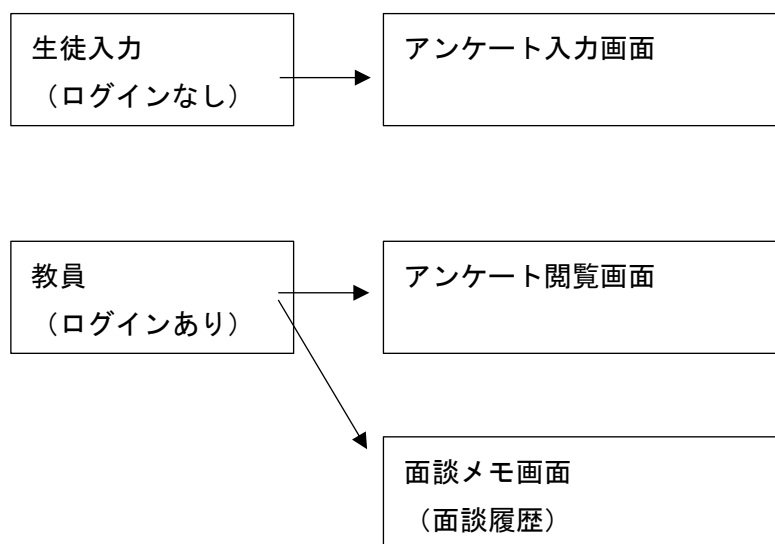 生徒入力
（ログインなし）
アンケート入力画面
教員
（ログインあり）
アンケート閲覧画面
面談メモ画面
（面談履歴）